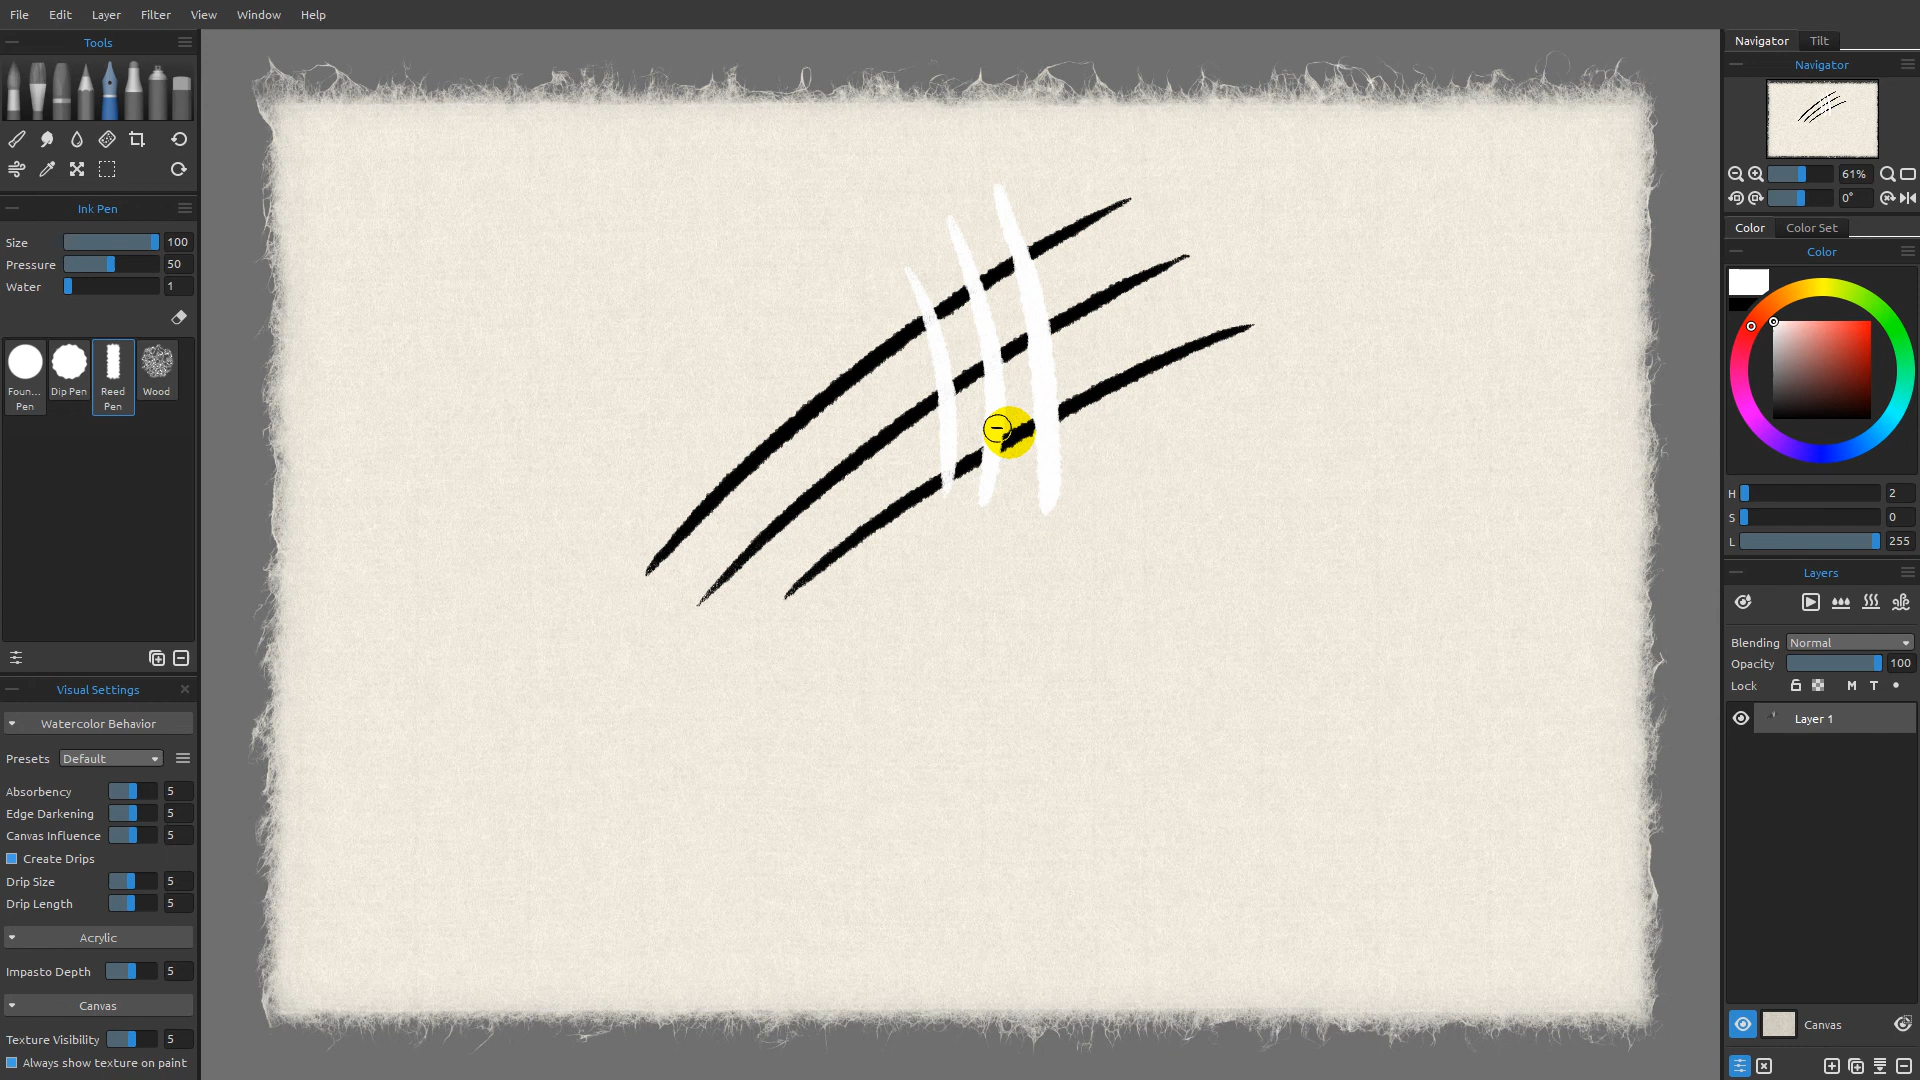 File Edit Layer Filter View Window Help
Tools
Ink Pen
Size 100
Pressure 50
Water 1
Foun... Pen
Dip Pen
Reed Pen
Wood
Visual Settings
Watercolor Behavior
Presets Default
Absorbency 5
Edge Darkening 5
Canvas Influence 5
Create Drips
Drip Size 5
Drip Length 5
Acrylic
Impasto Depth 5
Canvas
Texture Visibility 5
Always show texture on paint
Navigator Tilt
Navigator
61%
0°
Color Color Set
Color
H 2
S 0
L 255
Layers
Blending Normal
Opacity 100
Lock M T
Layer 1
Canvas